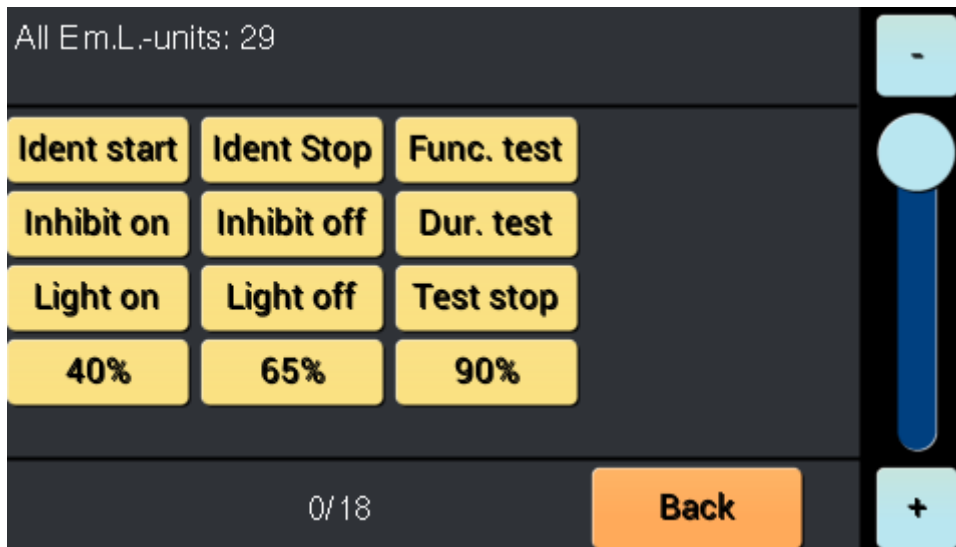 All Em.L.-units: 29
-
Ident start Ident Stop Func. test
Inhibit on Inhibit off Dur. test
Light on Light off Test stop
40% 65% 90%
0/18 Back +